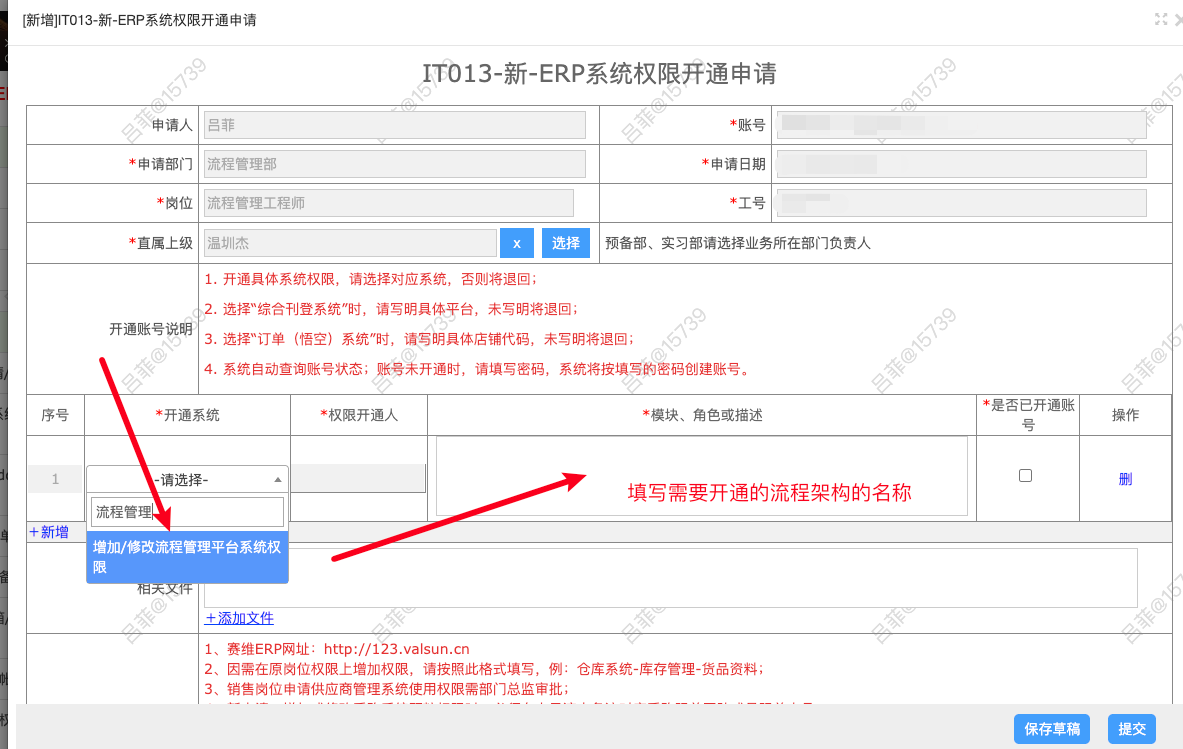 [新增]IT013-新-ERP系统权限开通申请
IT013-新-ERP系统权限开通申请
申请人 吕菲 *账号
*申请部门 流程管理部 *申请日期
*岗位 流程管理工程师 *工号
*直属上级 温圳杰 x 选择 预备部、实习部请选择业务所在部门负责人
开通账号说明
1. 开通具体系统权限，请选择对应系统，否则将退回；
2. 选择“综合刊登系统”时，请写明具体平台，未写明将退回；
3. 选择“订单（悟空）系统”时，请写明具体店铺代码，未写明将退回；
4. 系统自动查询账号状态；账号未开通时，请填写密码，系统将按填写的密码创建账号。
序号 *开通系统 *权限开通人 *模块、角色或描述 *是否已开通账号 操作
1 -请选择- 填写需要开通的流程架构的名称 删
流程管理
＋新增
增加/修改流程管理平台系统权
限
相关文件
＋添加文件
1、赛维ERP网址：http://123.valsun.cn
2、因需在原岗位权限上增加权限，请按照此格式填写，例：仓库系统-库存管理-货品资料；
3、销售岗位申请供应商管理系统使用权限需部门总监审批；
保存草稿 提交
吕菲@15739